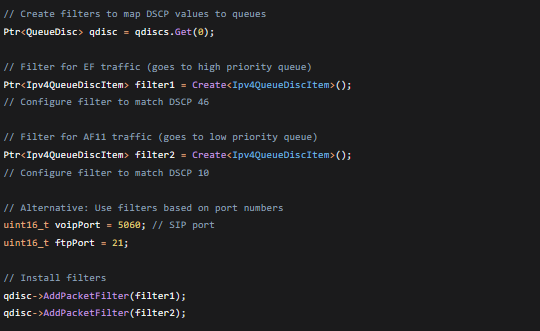 // Create filters to map DSCP values to queues
Ptr<QueueDisc> qdisc = qdiscs.Get(0);
// Filter for EF traffic (goes to high priority queue)
Ptr<Ipv4QueueDiscItem> filter1 = Create<Ipv4QueueDiscItem>();
// Configure filter to match DSCP 46
// Filter for AF11 traffic (goes to low priority queue)
Ptr<Ipv4QueueDiscItem> filter2 = Create<Ipv4QueueDiscItem>();
// Configure filter to match DSCP 10
// Alternative: Use filters based on port numbers
uint16_t voipPort = 5060; // SIP port
uint16_t ftpPort = 21;
// Install filters
qdisc->AddPacketFilter(filter1);
qdisc->AddPacketFilter(filter2);